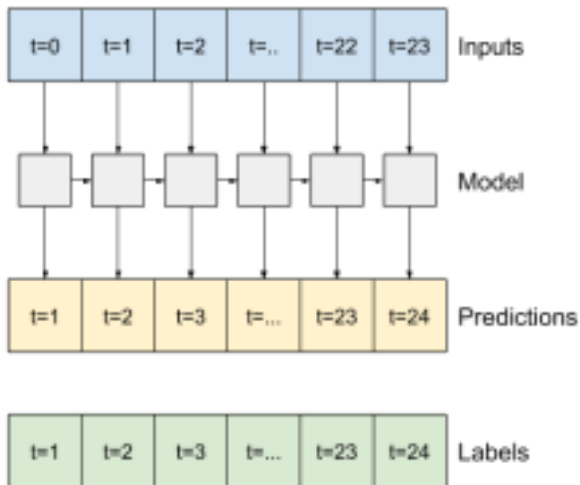 t=0 t=1 t=2 t=.. t=22 t=23 Inputs
Model
t=1 t=2 t=3 t=... t=23 t=24 Predictions
t=1 t=2 t=3 t=... t=23 t=24 Labels